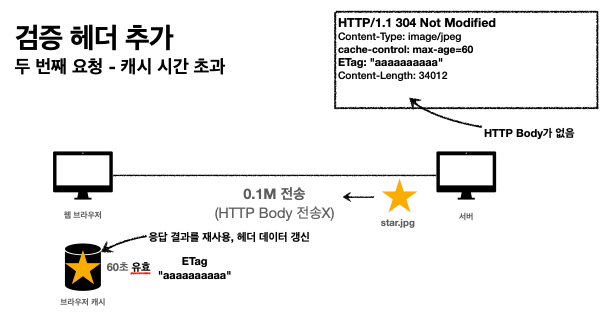 검증 헤더 추가
두 번째 요청 - 캐시 시간 초과
HTTP/1.1 304 Not Modified
Content-Type: image/jpeg
cache-control: max-age=60
ETag: "aaaaaaaaaa"
Content-Length: 34012
HTTP Body가 없음
0.1M 전송
(HTTP Body 전송X)
웹 브라우저
star.jpg
서버
응답 결과를 재사용, 헤더 데이터 갱신
60초 유효
ETag
"aaaaaaaaaa"
브라우저 캐시